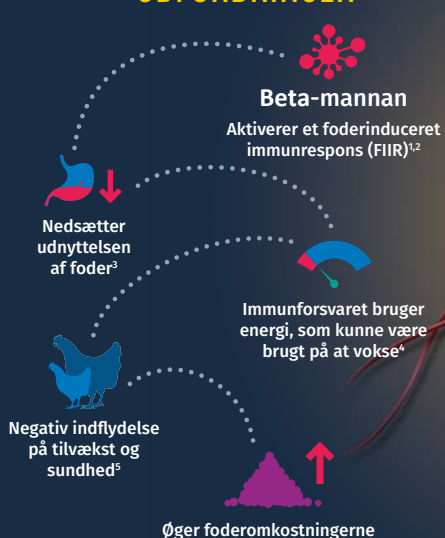 Beta-mannan
Aktiverer et foderinduceret
immunrespons (FIIR)1,2
Nedsætter
udnyttelsen
af foder3
Immunforsvaret bruger
energi, som kunne være
brugt på at vokse4
Negativ indflydelse
på tilvækst og
sundhed5
Øger foderomkostningerne